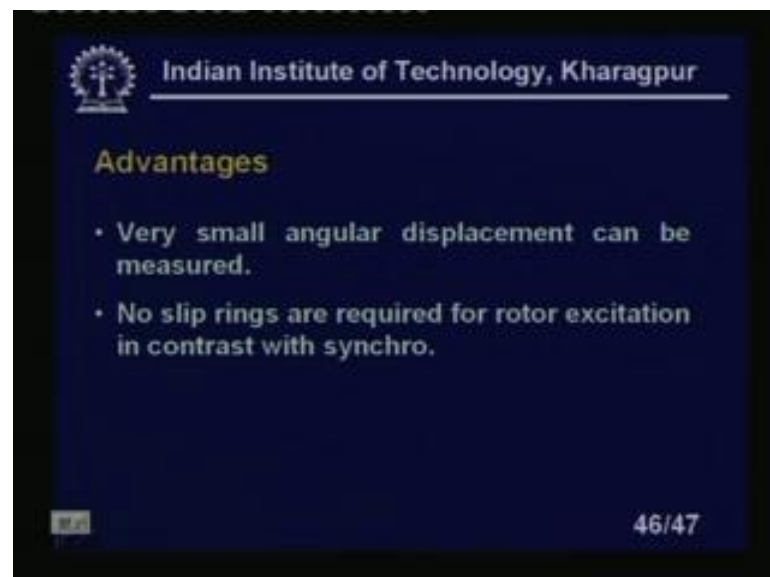 Indian Institute of Technology, Kharagpur
Advantages
• Very small angular displacement can be
measured.
• No slip rings are required for rotor excitation
in contrast with synchro.
46/47